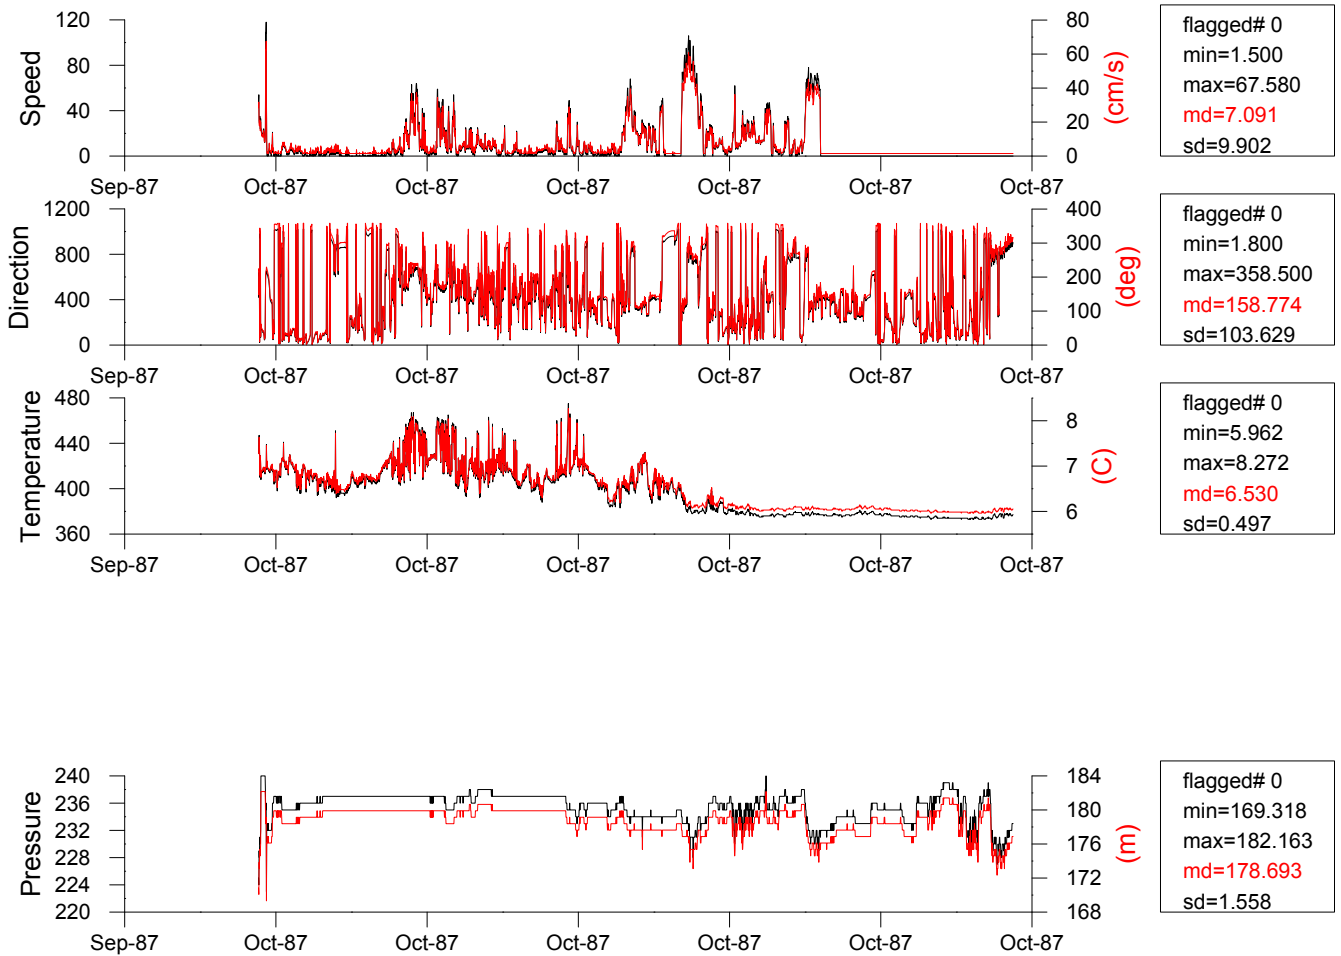 Speed
120
80
40
0
80
60
40
20
0
(cm/s)
Sep-87 Oct-87 Oct-87 Oct-87 Oct-87 Oct-87 Oct-87
flagged# 0
min=1.500
max=67.580
md=7.091
sd=9.902
Direction
1200
800
400
0
400
300
200
100
0
(deg)
Sep-87 Oct-87 Oct-87 Oct-87 Oct-87 Oct-87 Oct-87
flagged# 0
min=1.800
max=358.500
md=158.774
sd=103.629
Temperature
480
440
400
360
8
7
6
(C)
Sep-87 Oct-87 Oct-87 Oct-87 Oct-87 Oct-87 Oct-87
flagged# 0
min=5.962
max=8.272
md=6.530
sd=0.497
Pressure
240
236
232
228
224
220
184
180
176
172
168
(m)
Sep-87 Oct-87 Oct-87 Oct-87 Oct-87 Oct-87 Oct-87
flagged# 0
min=169.318
max=182.163
md=178.693
sd=1.558